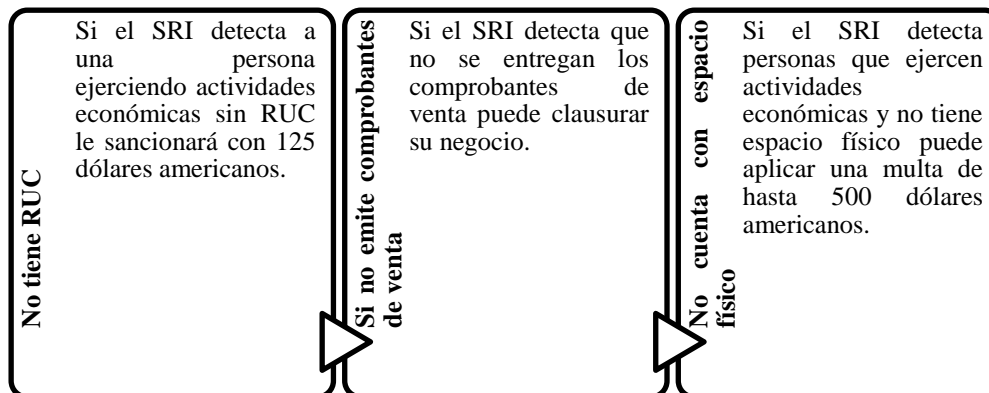 No tiene RUC
Si el SRI detecta a
una persona
ejerciendo actividades
económicas sin RUC
le sancionará con 125
dólares americanos.
Si no emite comprobantes
de venta
Si el SRI detecta que
no se entregan los
comprobantes de
venta puede clausurar
su negocio.
No cuenta con espacio
físico
Si el SRI detecta
personas que ejercen
actividades
económicas y no tiene
espacio físico puede
aplicar una multa de
hasta 500 dólares
americanos.